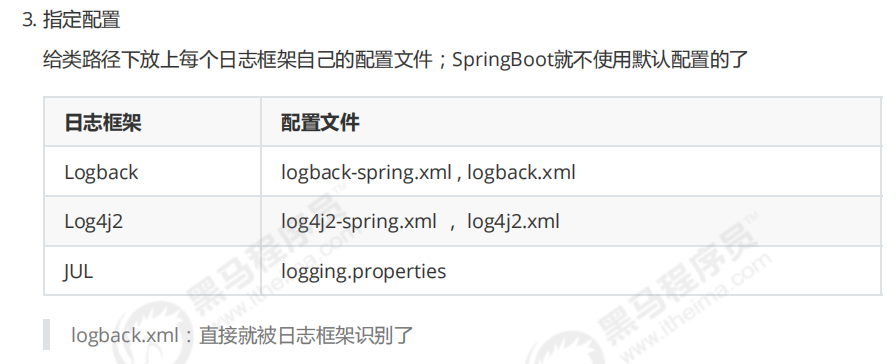 3. 指定配置
给类路径下放上每个日志框架自己的配置文件；SpringBoot就不使用默认配置的了
日志框架 配置文件
Logback logback-spring.xml , logback.xml
Log4j2 log4j2-spring.xml ， log4j2.xml
JUL logging.properties
logback.xml：直接就被日志框架识别了
黑马程序员™
www.itheima.com
黑马程序员™
www.itheima.com